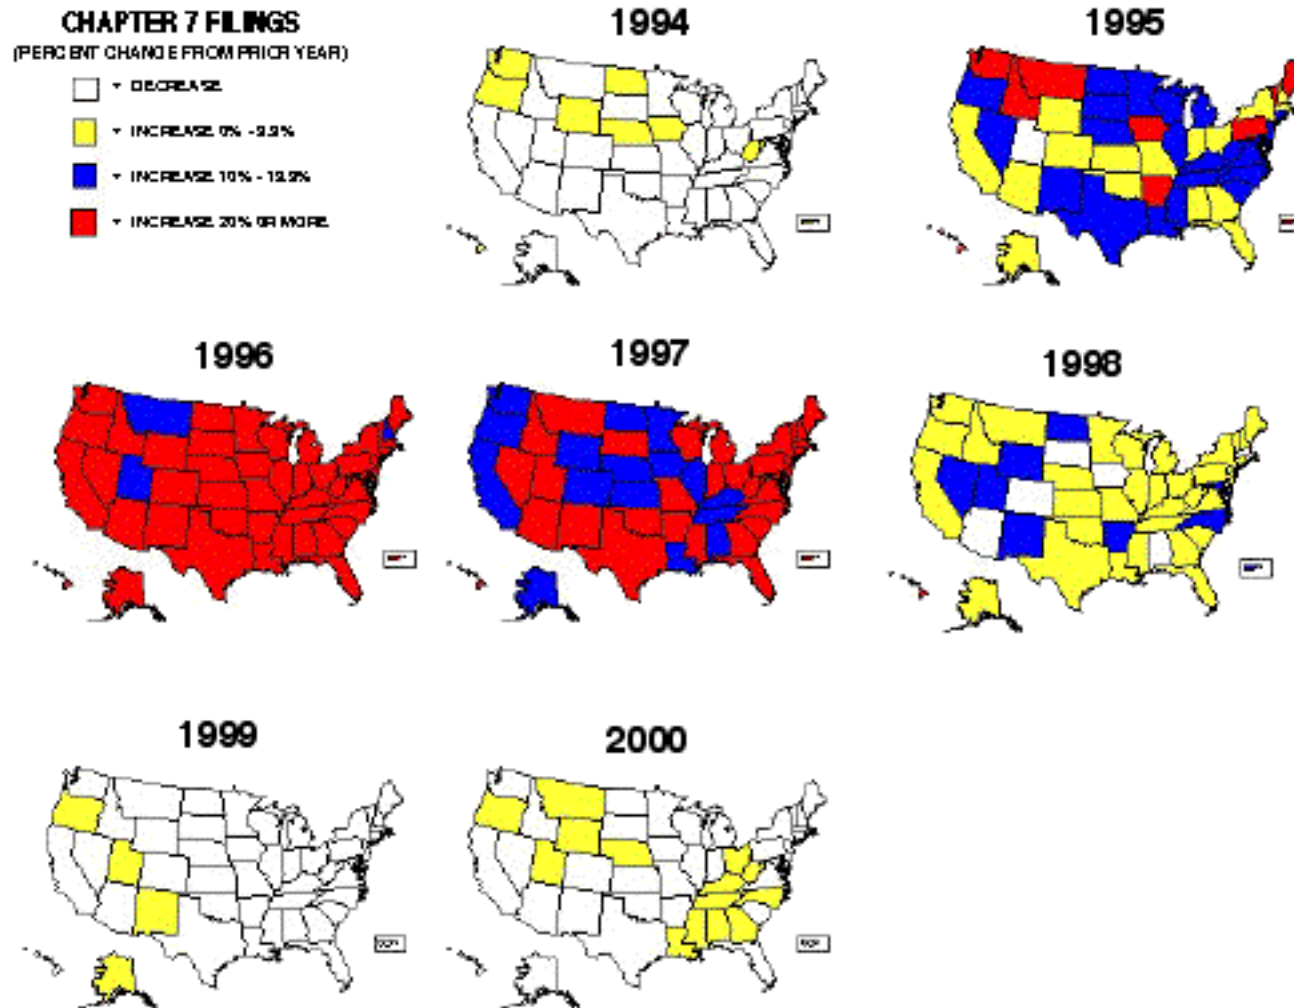 CHAPTER 7 FILINGS
(PERCENT CHANGE FROM PRIOR YEAR)
DECREASE
INCREASE 0% - 9.9%
INCREASE 10% - 19.9%
INCREASE 20% OR MORE
1994
1995
1996
1997
1998
1999
2000